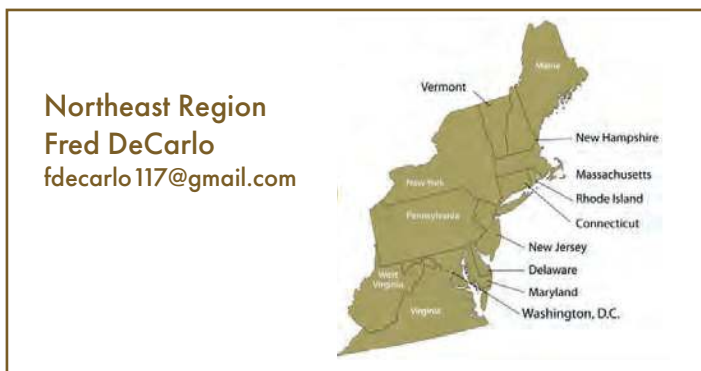 Northeast Region
Fred DeCarlo
fdecarlo117@gmail.com
Maine
Vermont
New Hampshire
Massachusetts
New York
Rhode Island
Connecticut
Pennsylvania
New Jersey
Delaware
West
Virginia
Maryland
Virginia
Washington, D.C.